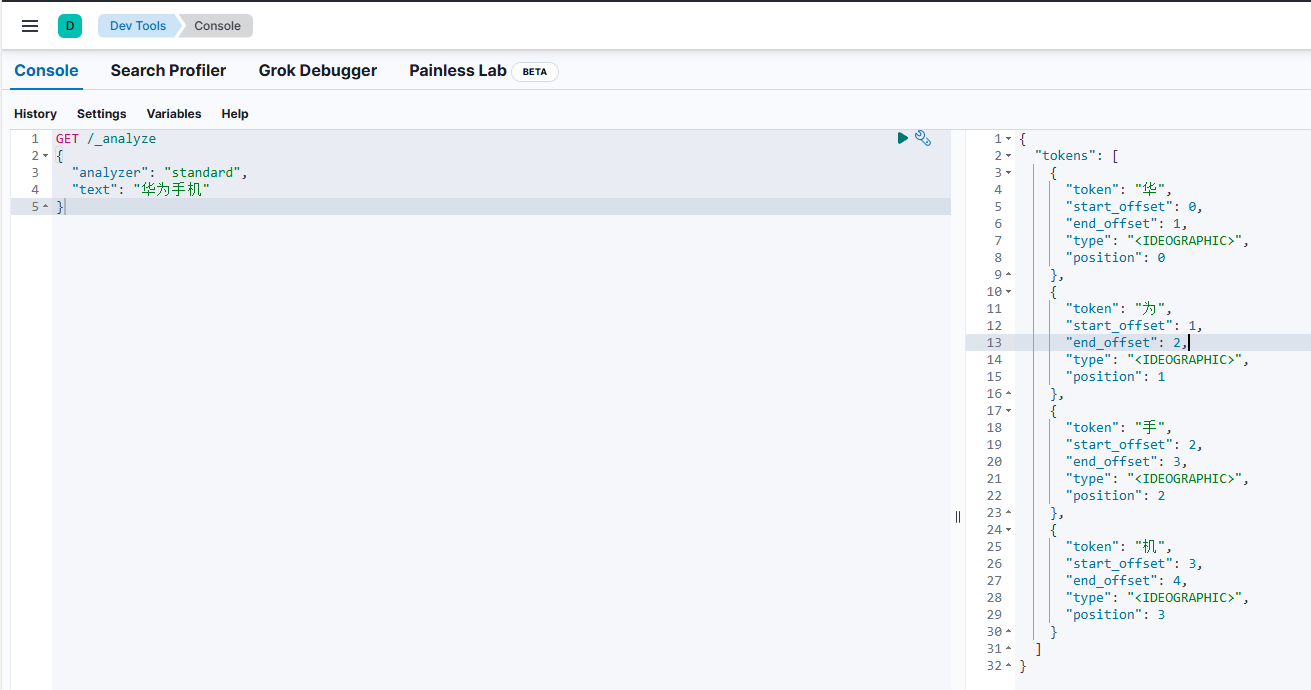 D Dev Tools Console
Console Search Profiler Grok Debugger Painless Lab BETA
History Settings Variables Help
1 GET /_analyze
2 {
3 "analyzer": "standard",
4 "text": "华为手机"
5 }
1 {
2 "tokens": [
3 {
4 "token": "华",
5 "start_offset": 0,
6 "end_offset": 1,
7 "type": "<IDEOGRAPHIC>",
8 "position": 0
9 },
10 {
11 "token": "为",
12 "start_offset": 1,
13 "end_offset": 2,
14 "type": "<IDEOGRAPHIC>",
15 "position": 1
16 },
17 {
18 "token": "手",
19 "start_offset": 2,
20 "end_offset": 3,
21 "type": "<IDEOGRAPHIC>",
22 "position": 2
23 },
24 {
25 "token": "机",
26 "start_offset": 3,
27 "end_offset": 4,
28 "type": "<IDEOGRAPHIC>",
29 "position": 3
30 }
31 ]
32 }